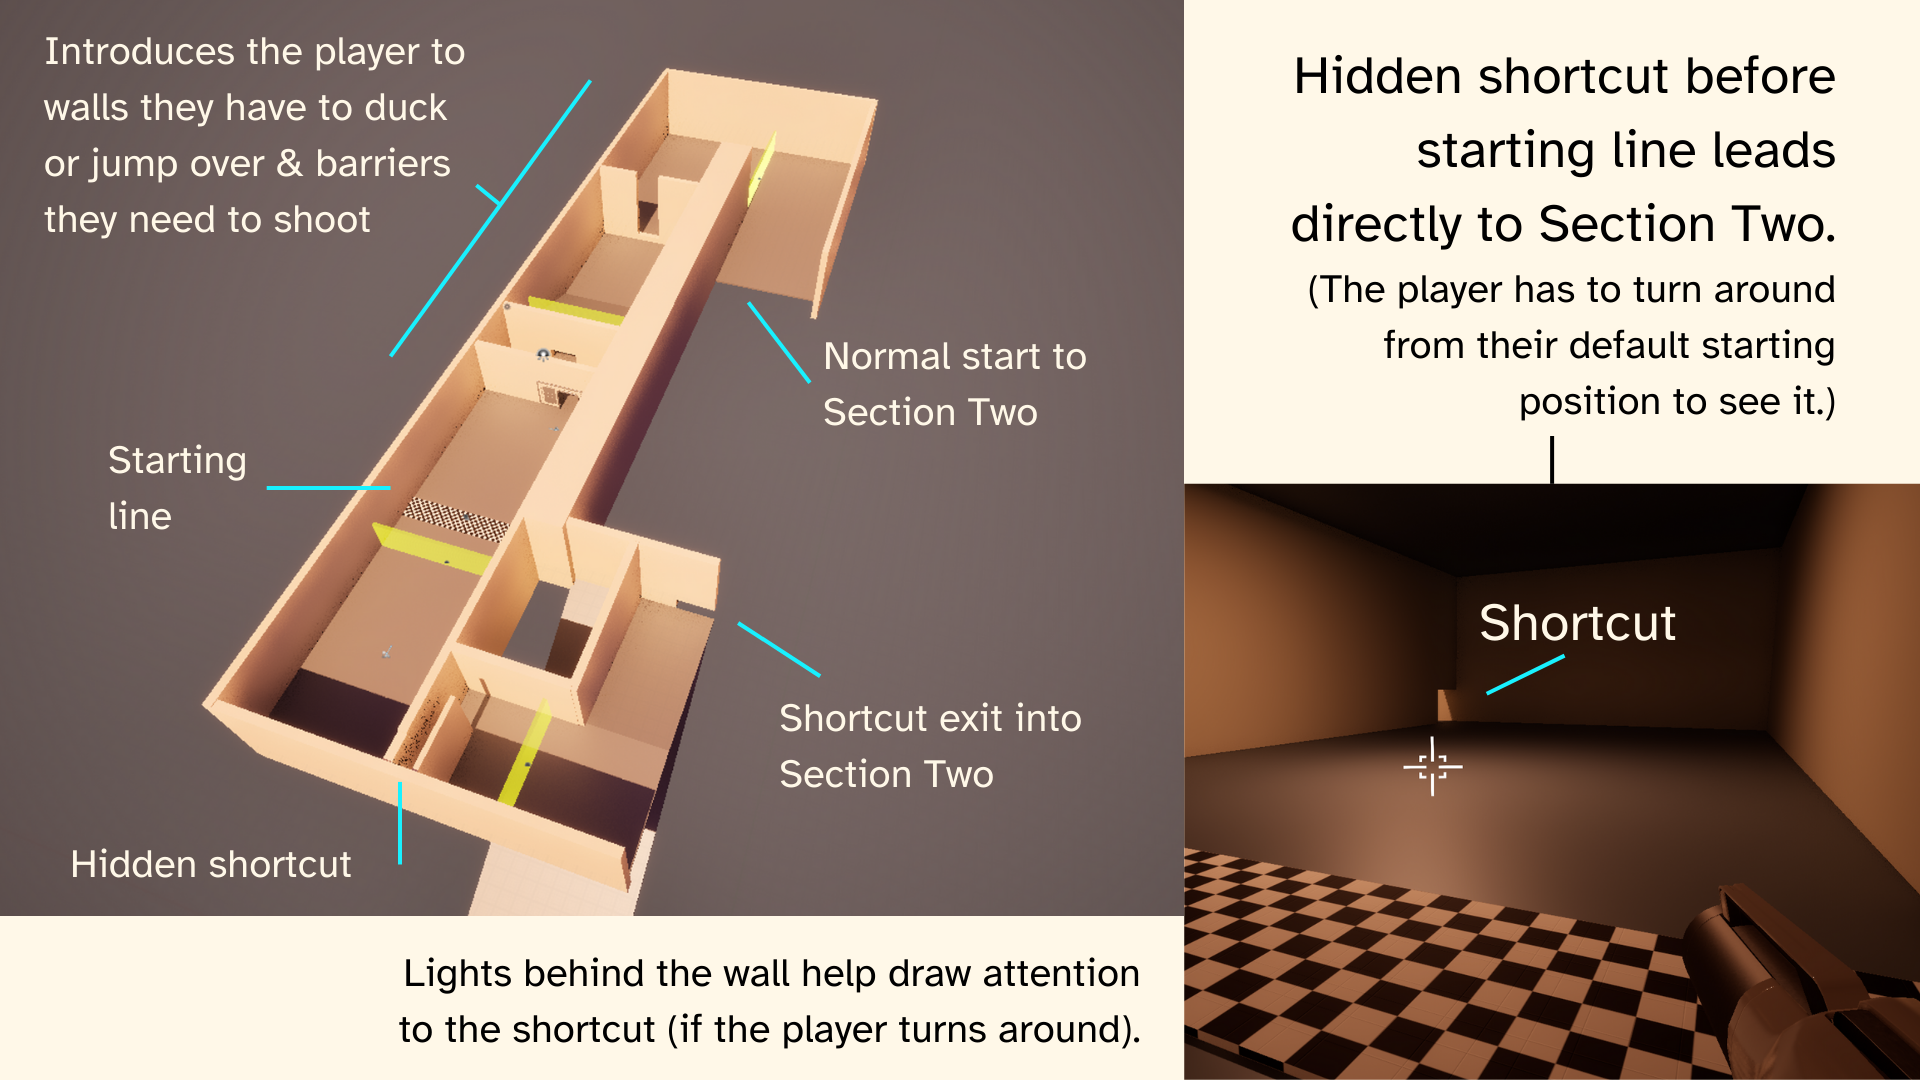 Introduces the player to
walls they have to duck
or jump over & barriers
they need to shoot
Normal start to
Section Two
Starting
line
Shortcut exit into
Section Two
Hidden shortcut
Lights behind the wall help draw attention
to the shortcut (if the player turns around).
Hidden shortcut before
starting line leads
directly to Section Two.
(The player has to turn around
from their default starting
position to see it.)
Shortcut